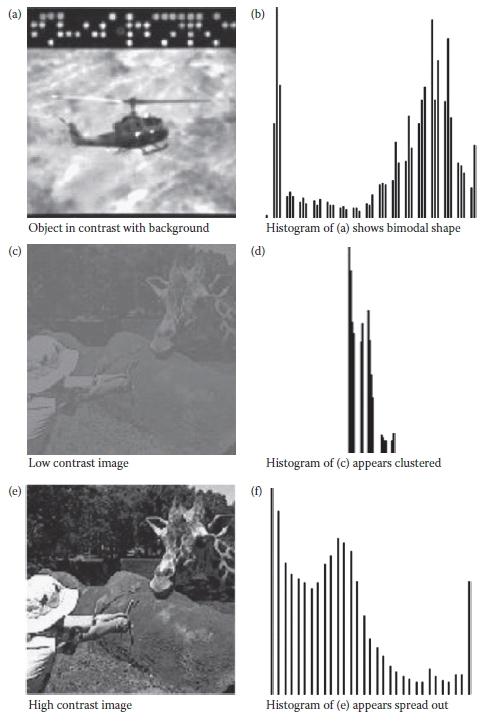 (a)
(b)
Object in contrast with background
Histogram of (a) shows bimodal shape
(c)
(d)
Low contrast image
Histogram of (c) appears clustered
(e)
(f)
High contrast image
Histogram of (e) appears spread out